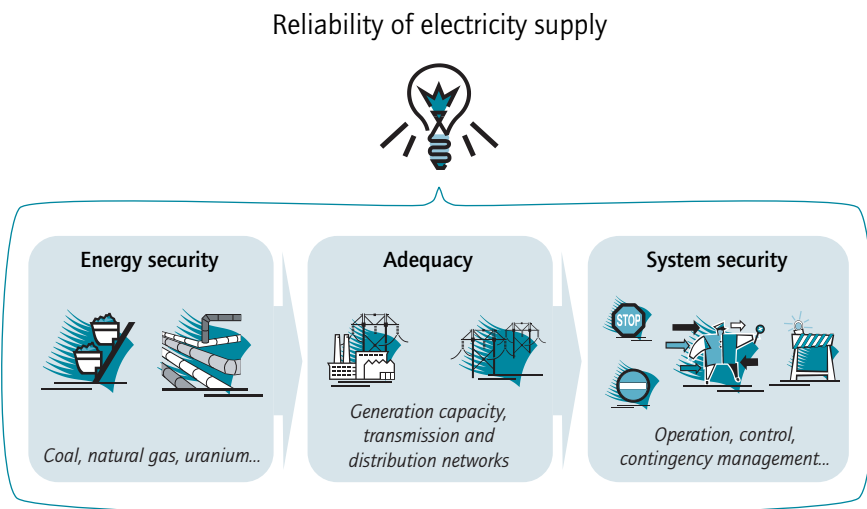 Reliability of electricity supply
Energy security
Coal, natural gas, uranium...
Adequacy
Generation capacity,
transmission and
distribution networks
System security
STOP
Operation, control,
contingency management...